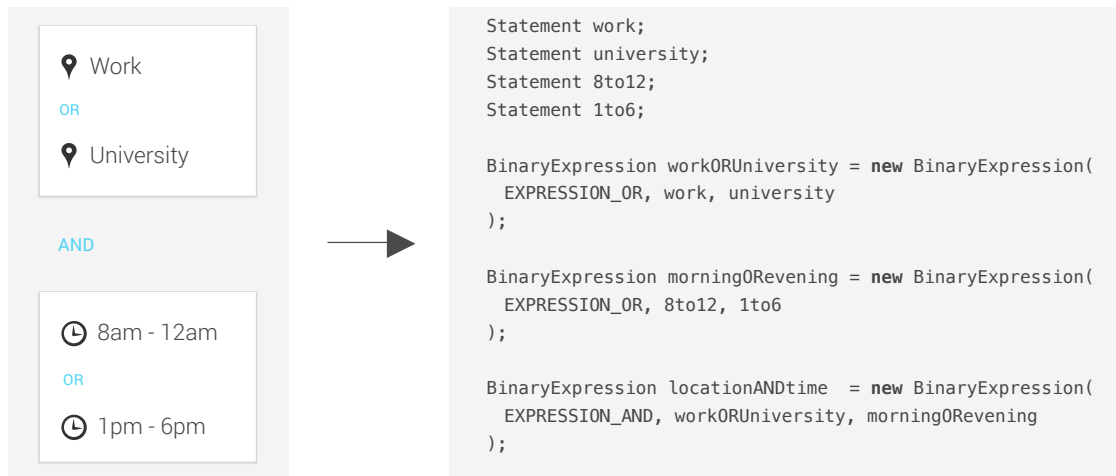 Work
OR
University
AND
8am - 12am
OR
1pm - 6pm
Statement work;
Statement university;
Statement 8to12;
Statement 1to6;
BinaryExpression workORUniversity = new BinaryExpression(
EXPRESSION_OR, work, university
);
BinaryExpression morningORevening = new BinaryExpression(
EXPRESSION_OR, 8to12, 1to6
);
BinaryExpression locationANDtime  = new BinaryExpression(
EXPRESSION_AND, workORUniversity, morningORevening
);